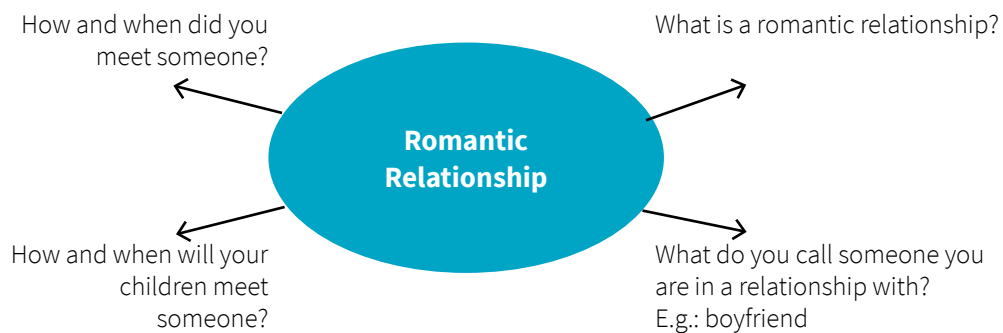 How and when did you
meet someone?
What is a romantic relationship?
Romantic
Relationship
How and when will your
children meet
someone?
What do you call someone you
are in a relationship with?
E.g.: boyfriend